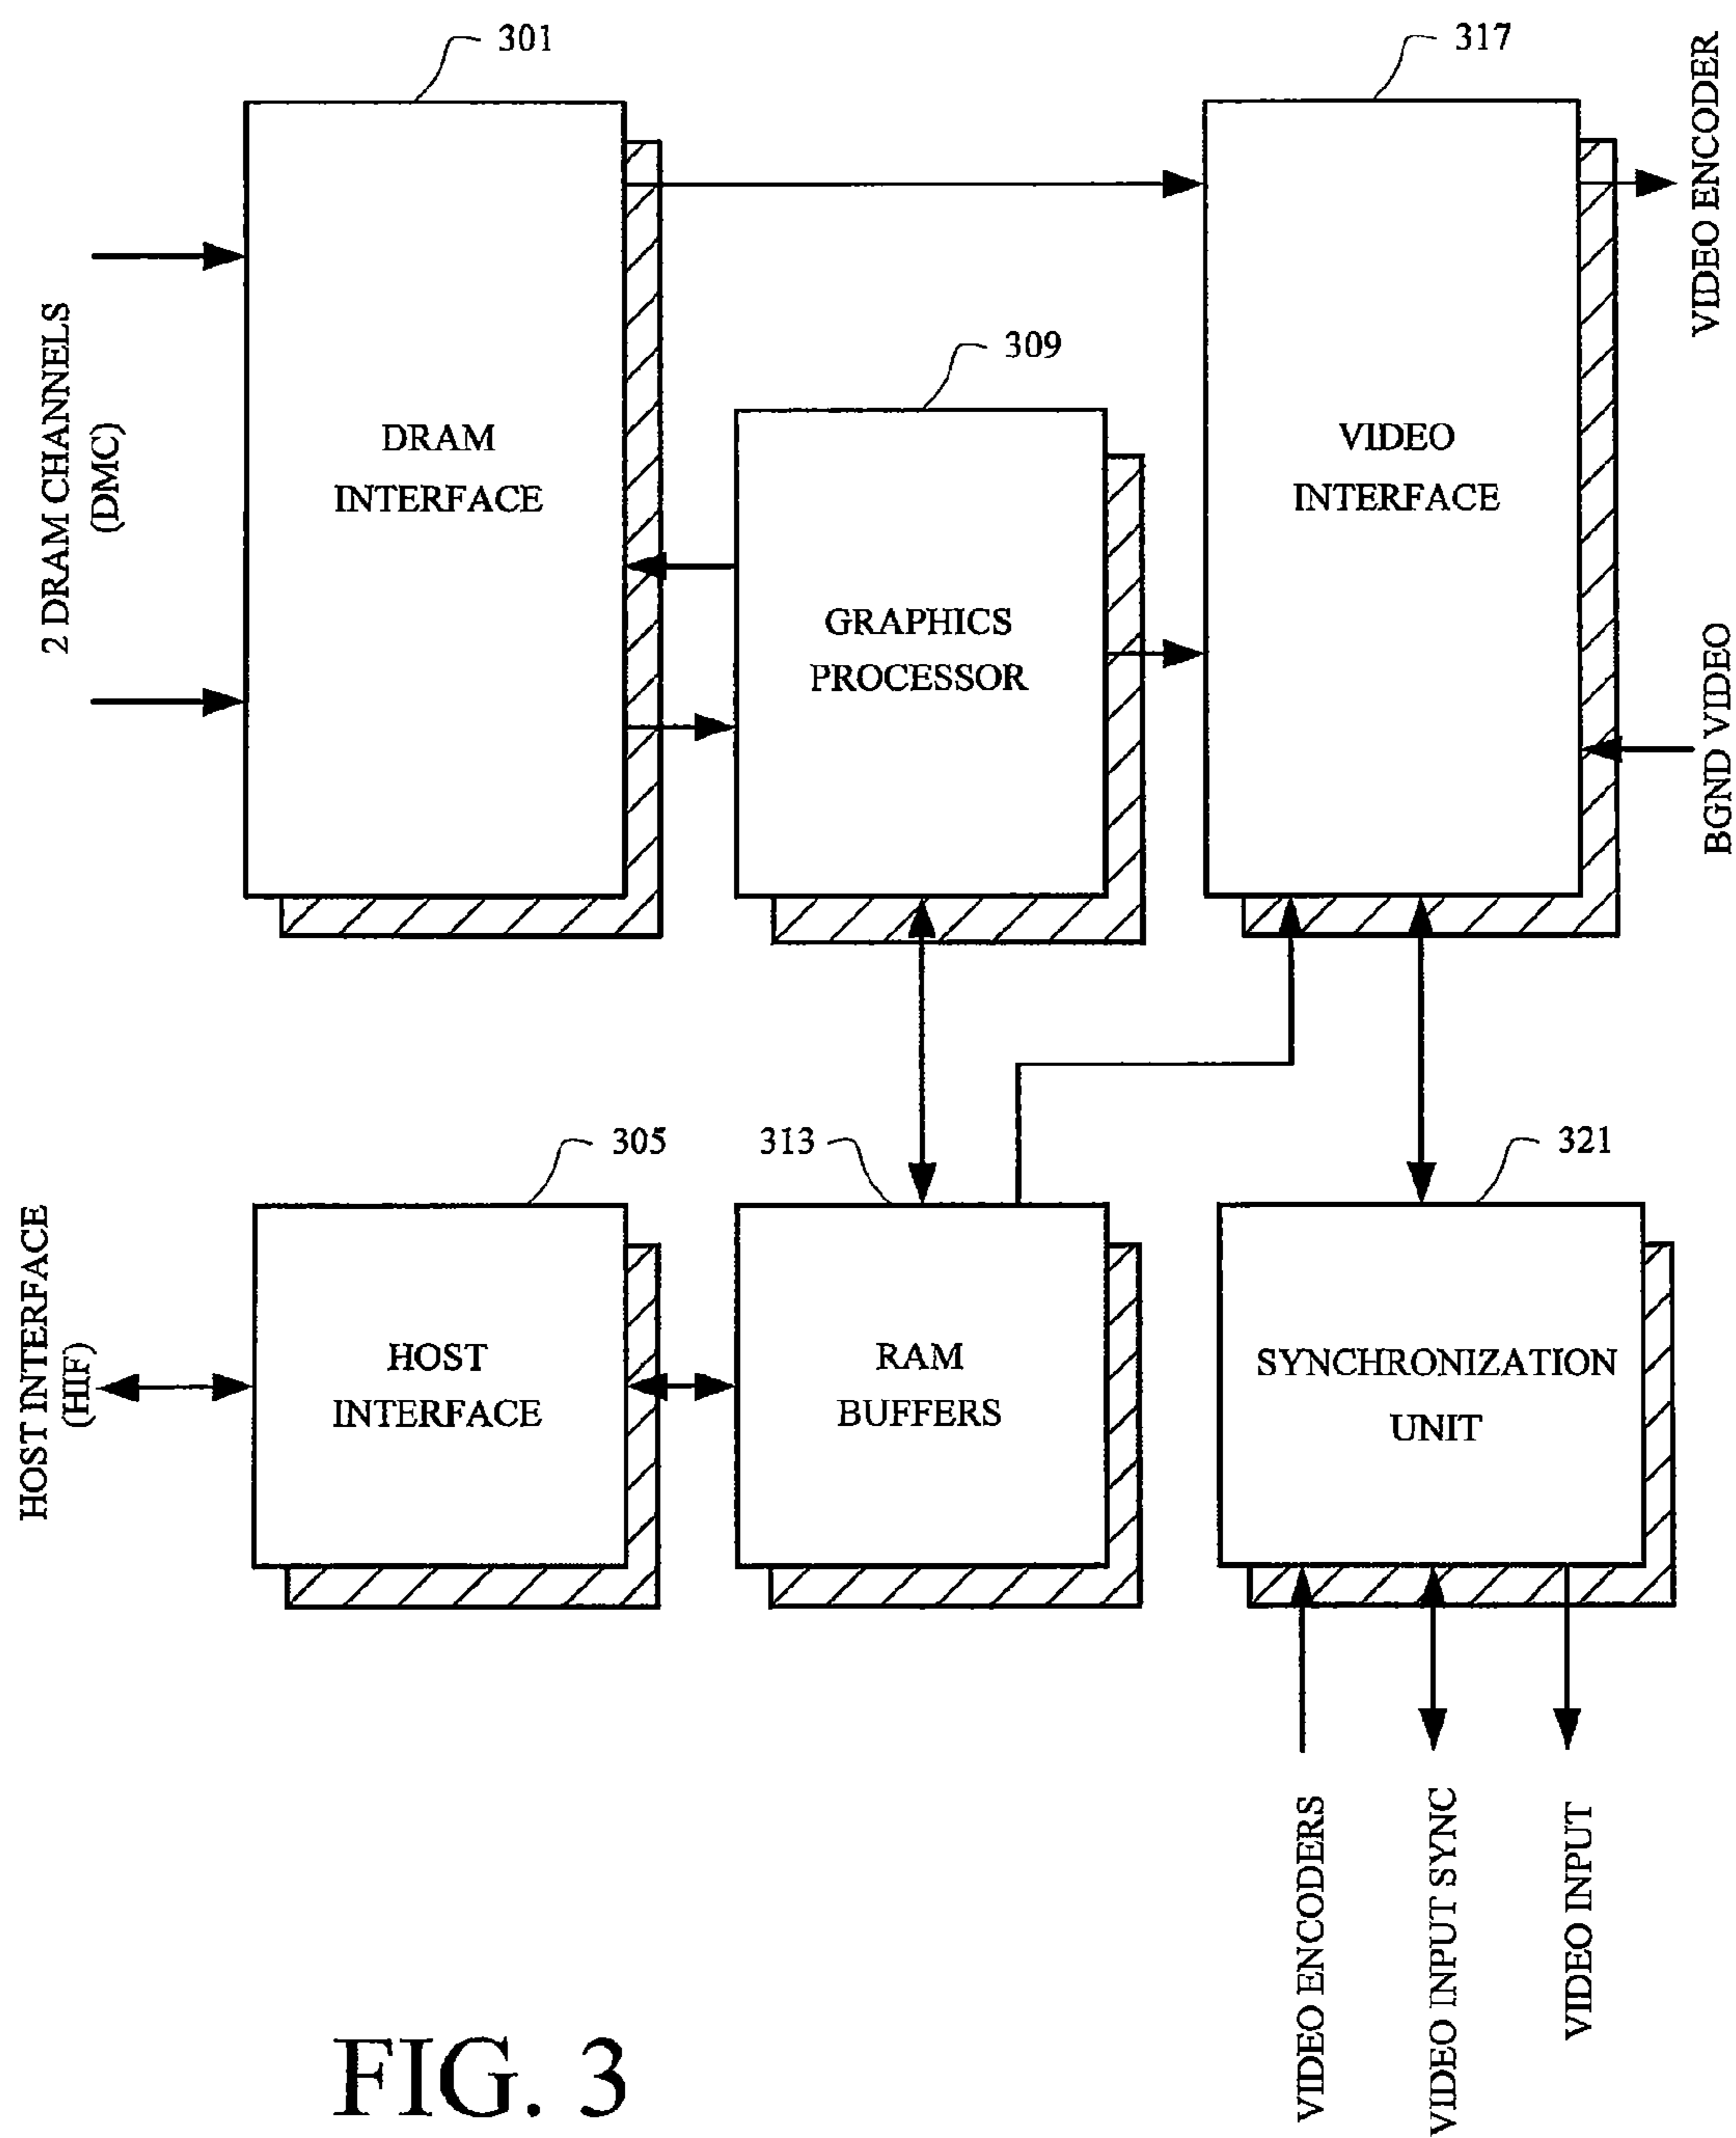 301
317
VIDEO ENCODER
2 DRAM CHANNELS
(DMC)
309
DRAM
INTERFACE
VIDEO
INTERFACE
GRAPHICS
PROCESSOR
BGND VIDEO
305
313
321
HOST INTERFACE
(HIF)
HOST
INTERFACE
RAM
BUFFERS
SYNCHRONIZATION
UNIT
VIDEO ENCODERS
VIDEO INPUT SYNC
VIDEO INPUT
FIG. 3